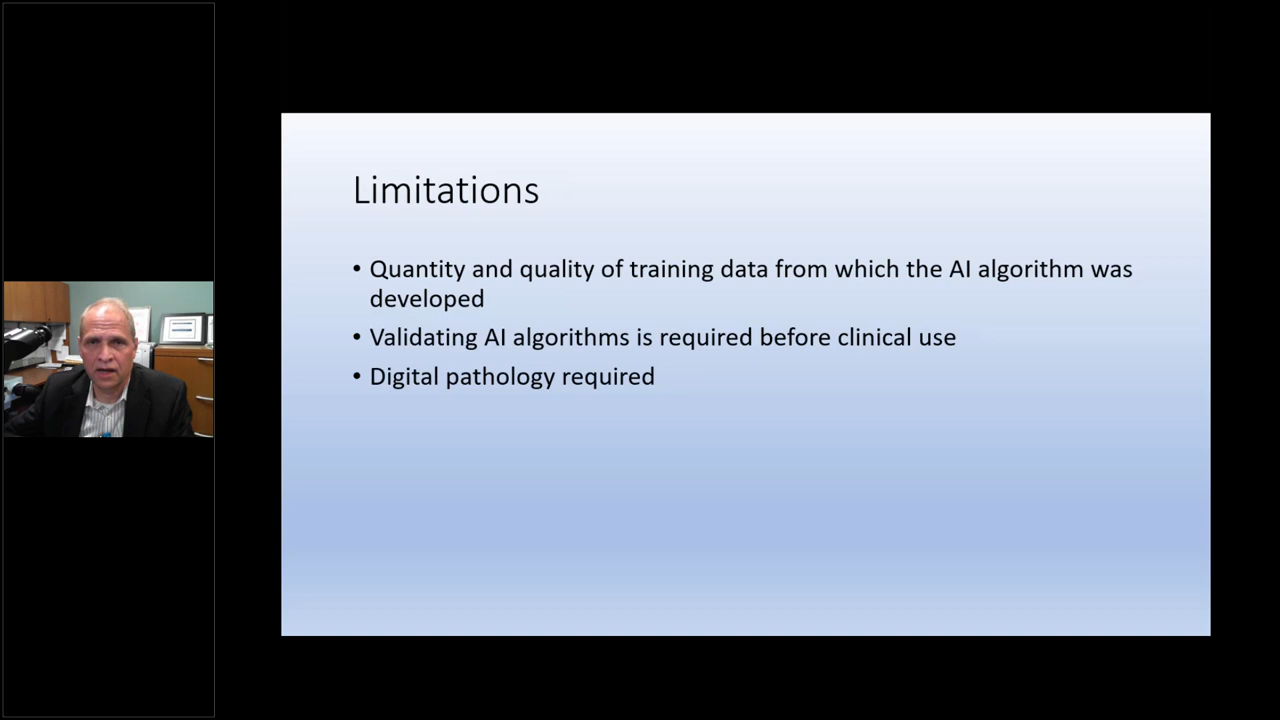 Limitations
• Quantity and quality of training data from which the AI algorithm was
developed
• Validating AI algorithms is required before clinical use
• Digital pathology required